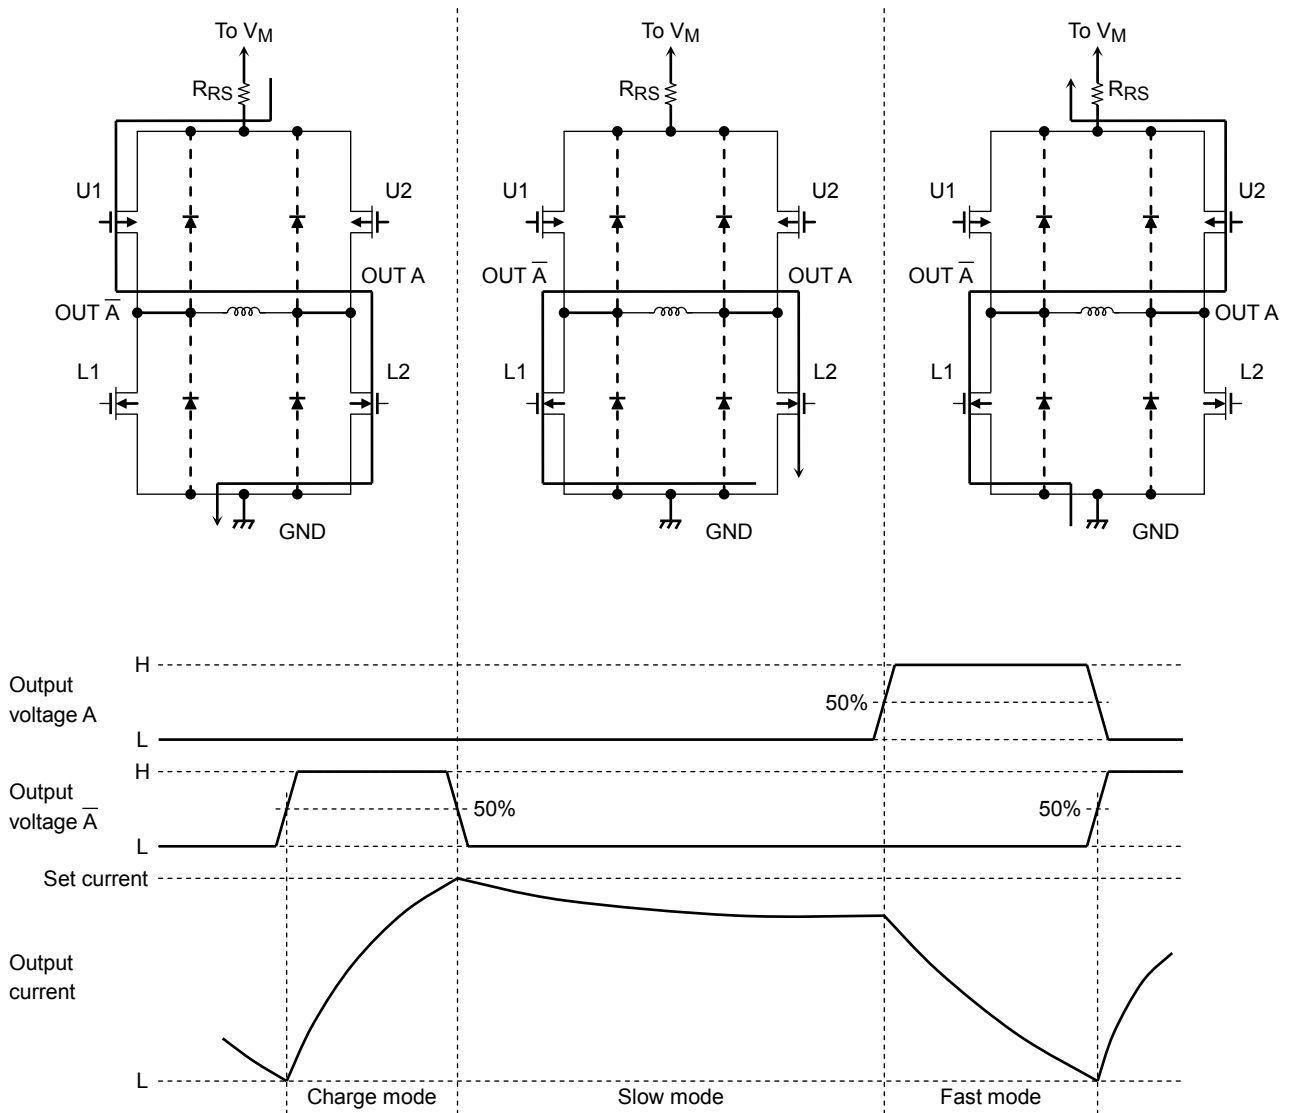 To VM
RRS
U1
U2
OUT A
OUT A̅
L1
L2
GND
To VM
RRS
U1
U2
OUT A̅
OUT A
L1
L2
GND
To VM
RRS
U1
U2
OUT A̅
OUT A
L1
L2
GND
H
Output
voltage A
50%
L
H
Output
voltage A̅
50%
50%
L
Set current
Output
current
L
Charge mode
Slow mode
Fast mode